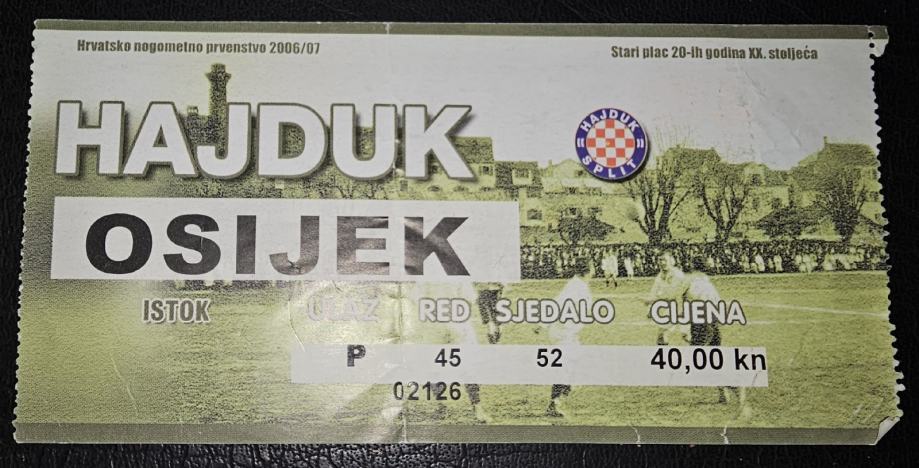 Hrvatsko nogometno prvenstvo 2006/07
Stari plac 20-ih godina XX. stoljeća
HAJDUK
HAJDUK SPLIT
OSIJEK
ISTOK ULAZ RED SJEDALO CIJENA
P 45 52 40,00 kn
02126